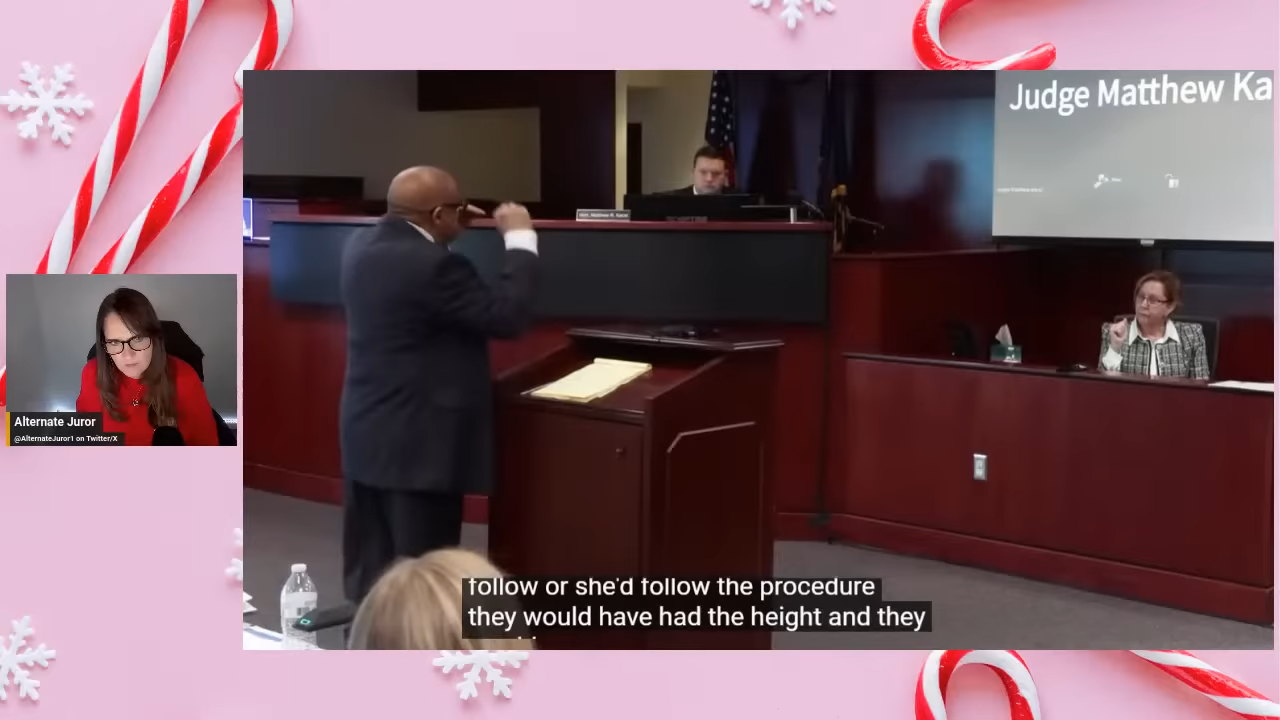 Judge Matthew Ka
Alternate Juror
@AlternateJuror1 on Twitter/X
follow or she'd follow the procedure
they would have had the height and they